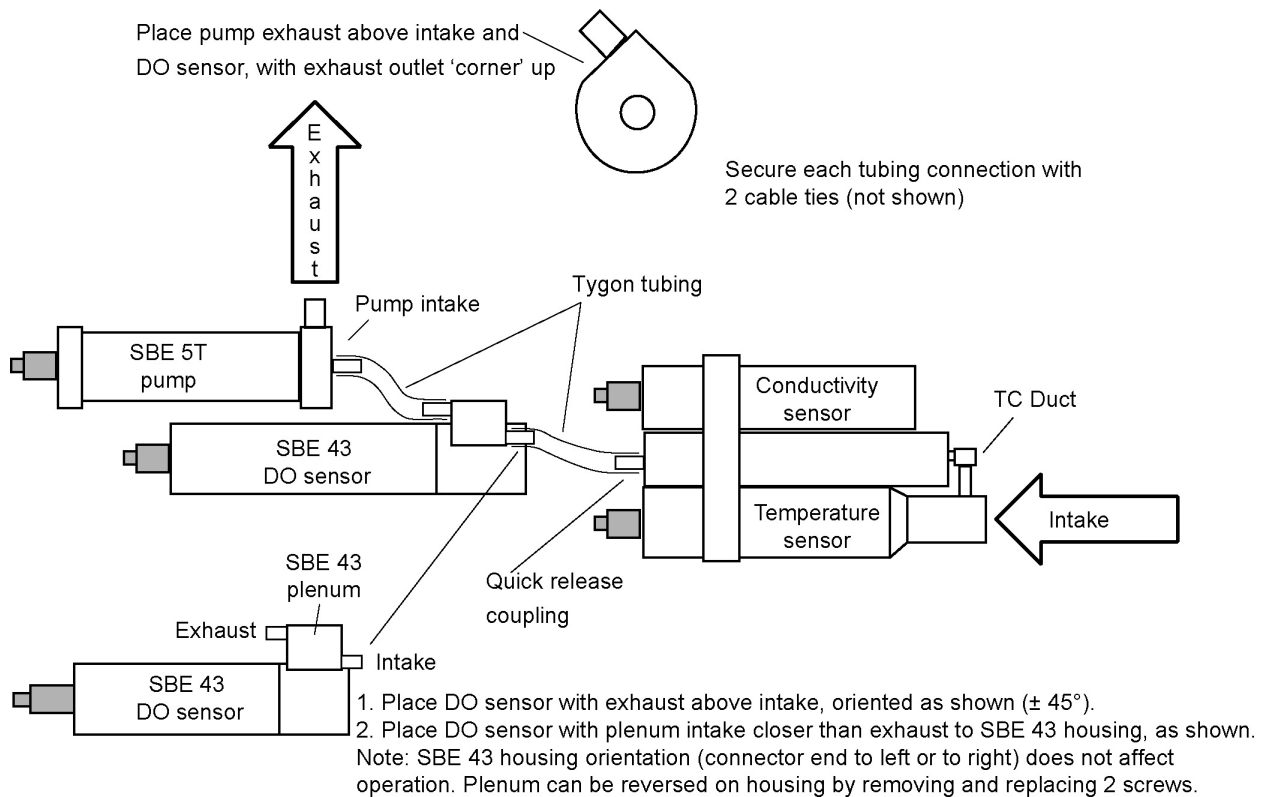 Place pump exhaust above intake and
DO sensor, with exhaust outlet ‘corner’ up
Exhaust
Secure each tubing connection with
2 cable ties (not shown)
Tygon tubing
Pump intake
SBE 5T
pump
Conductivity
sensor
TC Duct
SBE 43
DO sensor
Temperature
sensor
Intake
SBE 43
plenum
Quick release
coupling
Exhaust
Intake
SBE 43
DO sensor
1. Place DO sensor with exhaust above intake, oriented as shown (± 45°).
2. Place DO sensor with plenum intake closer than exhaust to SBE 43 housing, as shown.
Note: SBE 43 housing orientation (connector end to left or to right) does not affect
operation. Plenum can be reversed on housing by removing and replacing 2 screws.